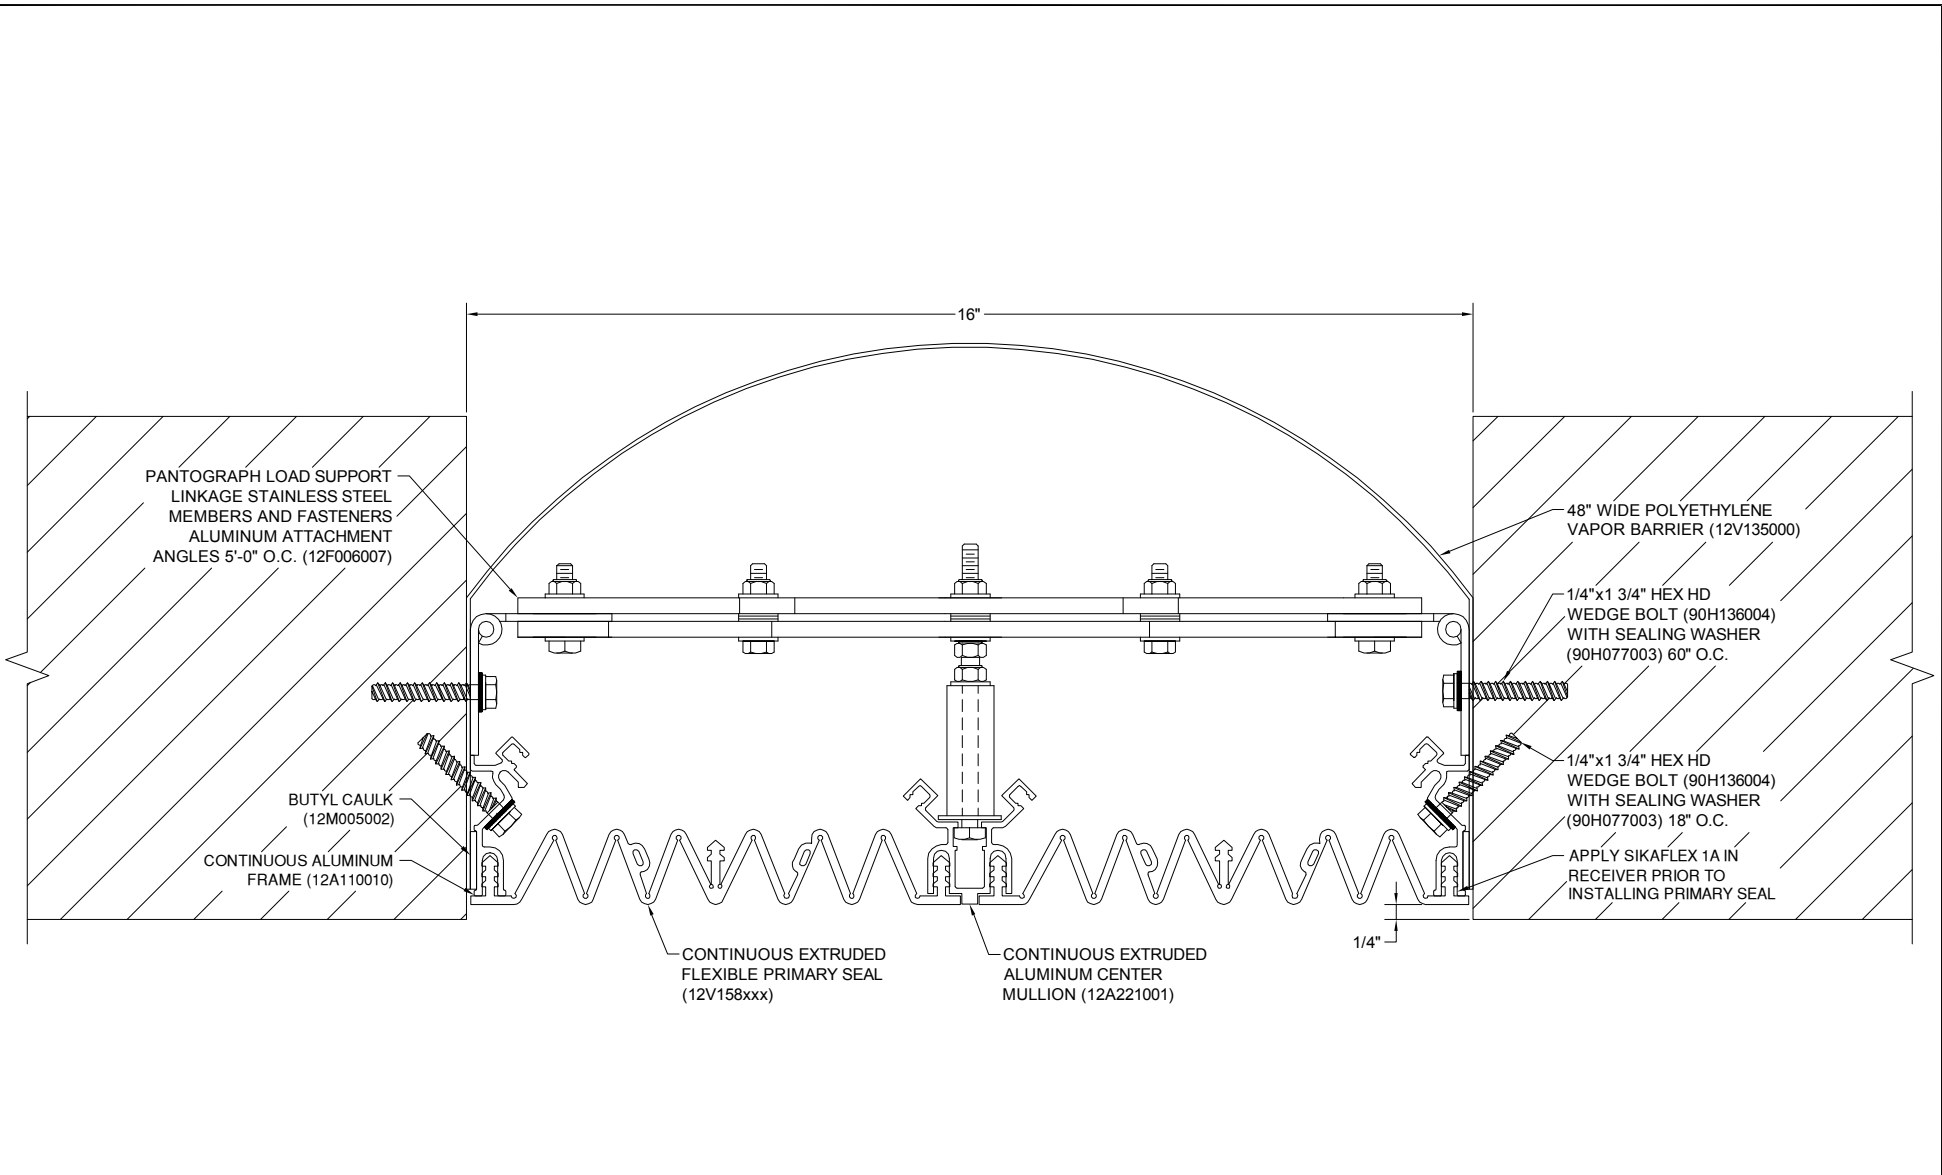 16"
PANTOGRAPH LOAD SUPPORT
LINKAGE STAINLESS STEEL
MEMBERS AND FASTENERS
ALUMINUM ATTACHMENT
ANGLES 5'-0" O.C. (12F006007)
48" WIDE POLYETHYLENE
VAPOR BARRIER (12V135000)
1/4"x1 3/4" HEX HD
WEDGE BOLT (90H136004)
WITH SEALING WASHER
(90H077003) 60" O.C.
1/4"x1 3/4" HEX HD
WEDGE BOLT (90H136004)
WITH SEALING WASHER
(90H077003) 18" O.C.
BUTYL CAULK
(12M005002)
CONTINUOUS ALUMINUM
FRAME (12A110010)
APPLY SIKAFLEX 1A IN
RECEIVER PRIOR TO
INSTALLING PRIMARY SEAL
1/4"
CONTINUOUS EXTRUDED
FLEXIBLE PRIMARY SEAL
(12V158xxx)
CONTINUOUS EXTRUDED
ALUMINUM CENTER
MULLION (12A221001)